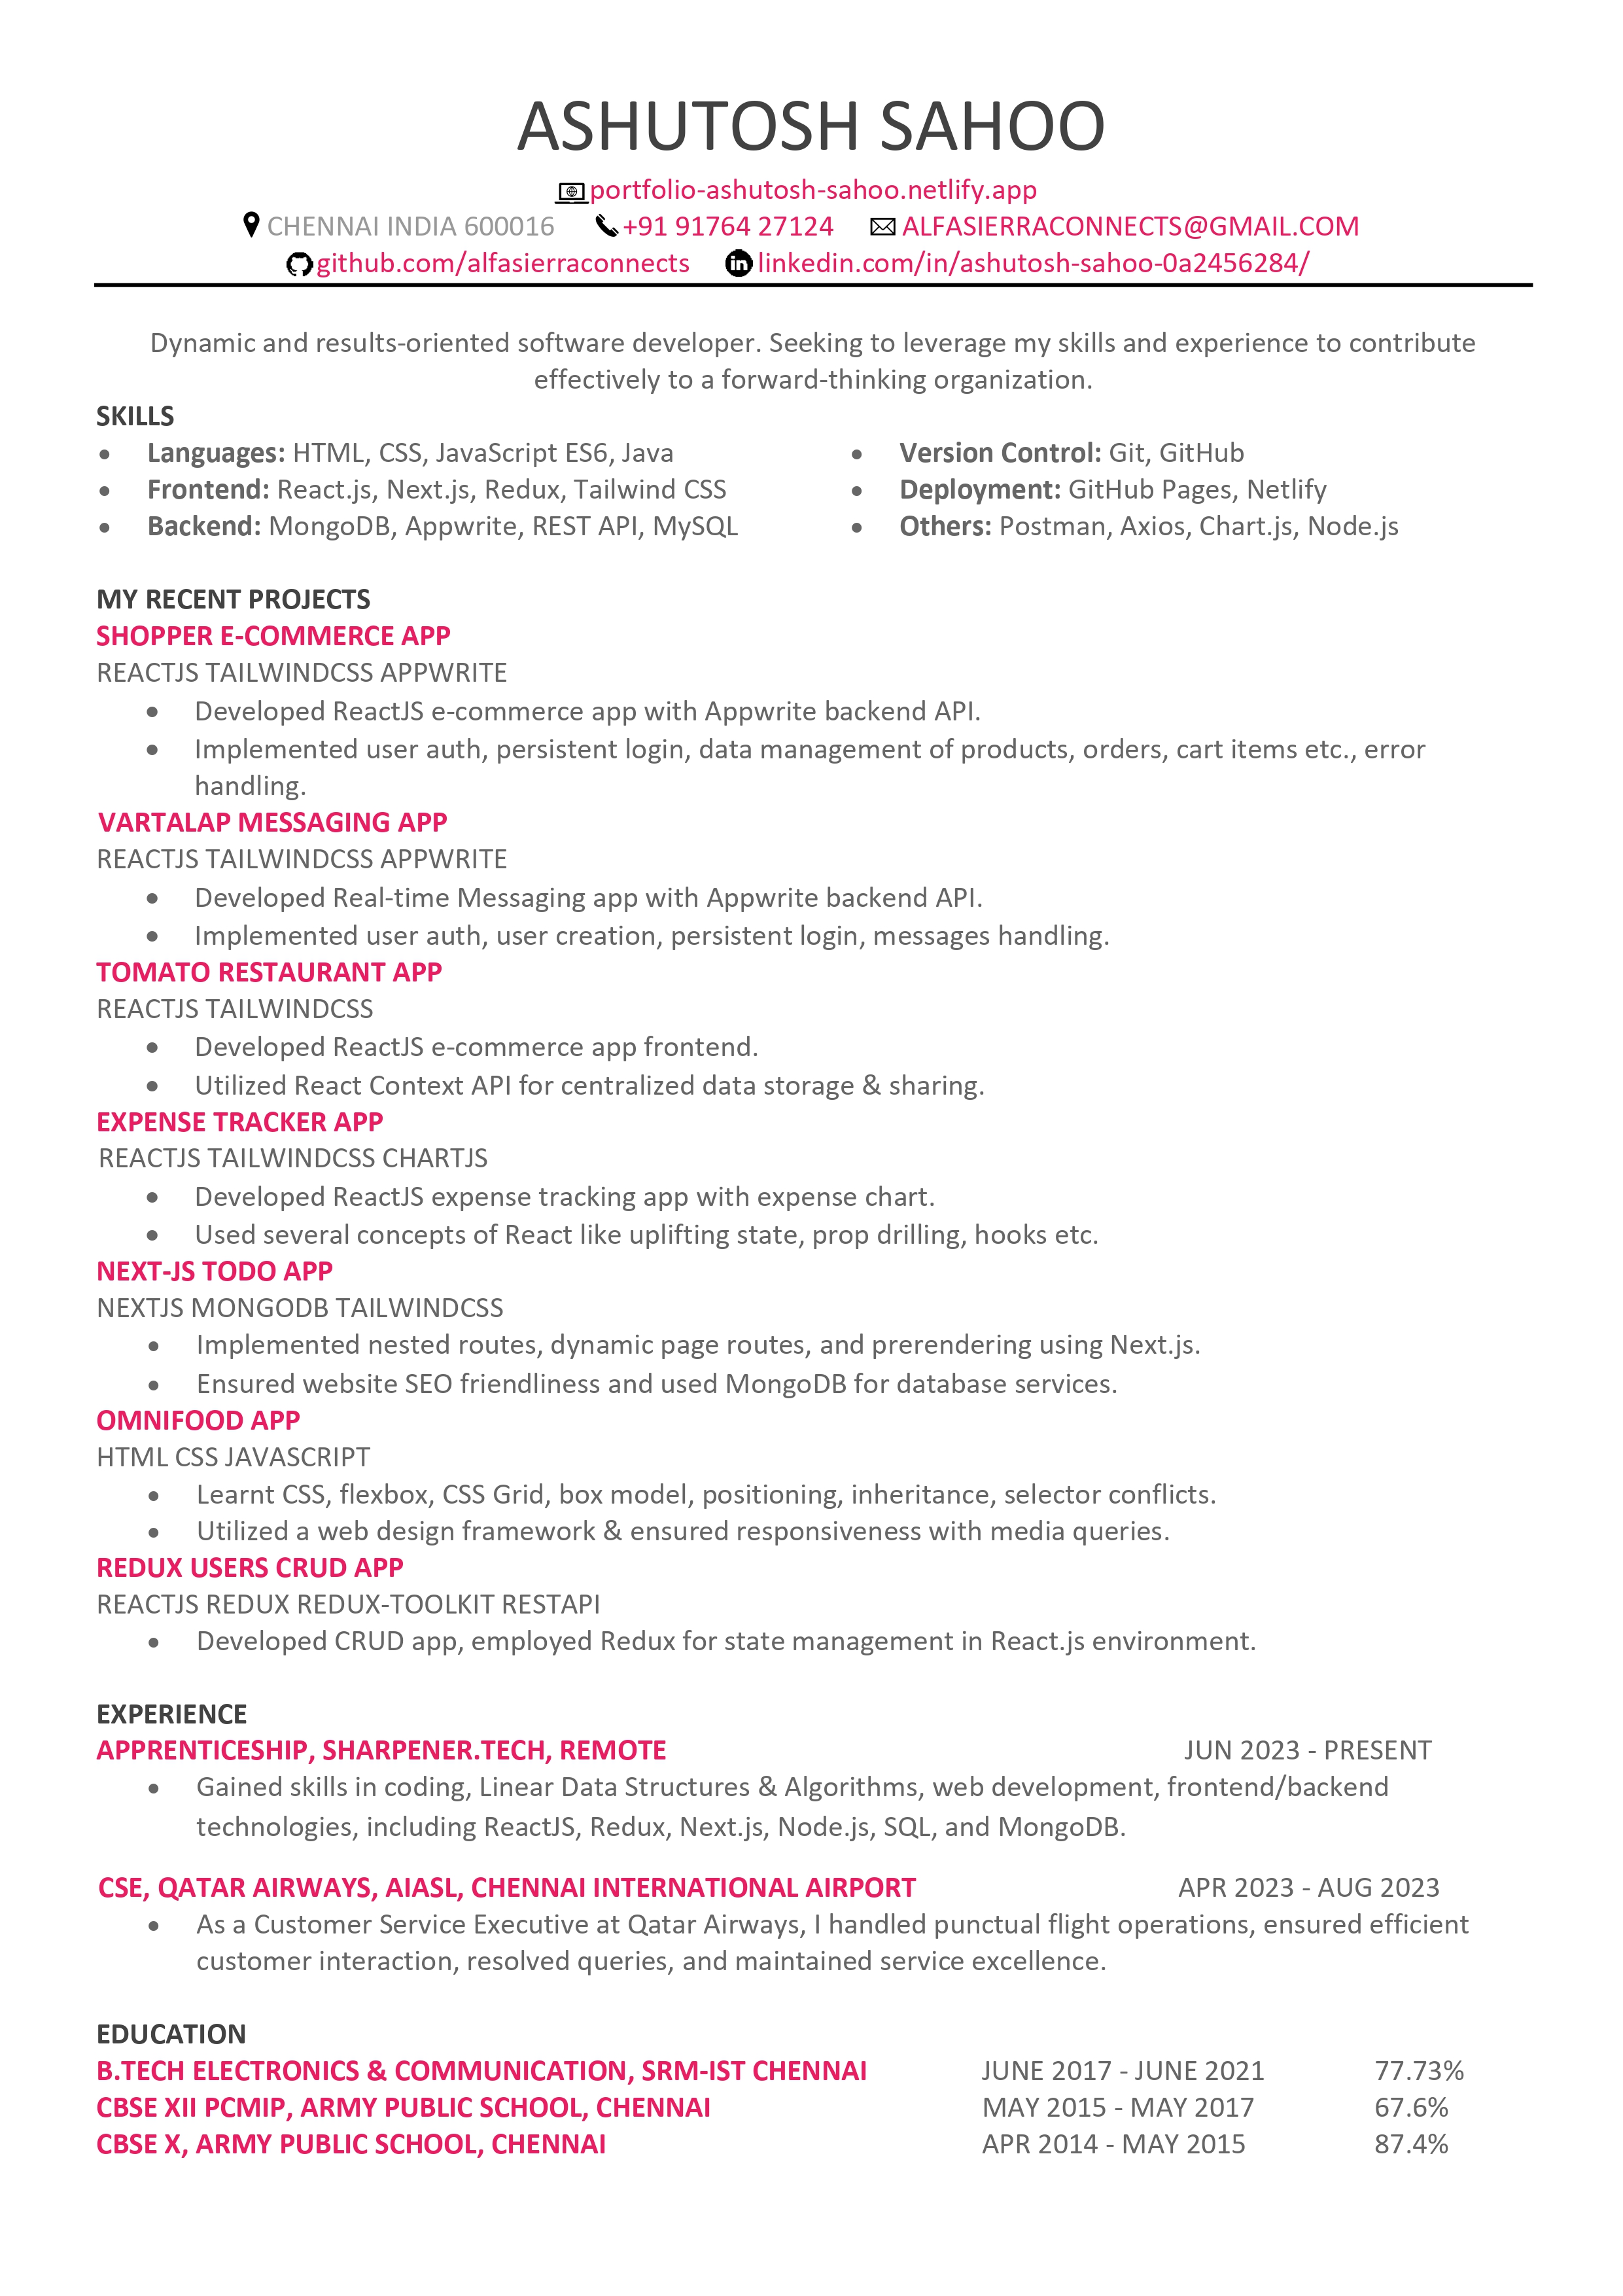 ASHUTOSH SAHOO
portfolio-ashutosh-sahoo.netlify.app
CHENNAI INDIA 600016 +91 91764 27124 ALFASIERRACONNECTS@GMAIL.COM
github.com/alfasierraconnects in linkedin.com/in/ashutosh-sahoo-0a2456284/
Dynamic and results-oriented software developer. Seeking to leverage my skills and experience to contribute
effectively to a forward-thinking organization.
SKILLS
• Languages: HTML, CSS, JavaScript ES6, Java
• Frontend: React.js, Next.js, Redux, Tailwind CSS
• Backend: MongoDB, Appwrite, REST API, MySQL
• Version Control: Git, GitHub
• Deployment: GitHub Pages, Netlify
• Others: Postman, Axios, Chart.js, Node.js
MY RECENT PROJECTS
SHOPPER E-COMMERCE APP
REACTJS TAILWINDCSS APPWRITE
• Developed ReactJS e-commerce app with Appwrite backend API.
• Implemented user auth, persistent login, data management of products, orders, cart items etc., error
handling.
VARTALAP MESSAGING APP
REACTJS TAILWINDCSS APPWRITE
• Developed Real-time Messaging app with Appwrite backend API.
• Implemented user auth, user creation, persistent login, messages handling.
TOMATO RESTAURANT APP
REACTJS TAILWINDCSS
• Developed ReactJS e-commerce app frontend.
• Utilized React Context API for centralized data storage & sharing.
EXPENSE TRACKER APP
REACTJS TAILWINDCSS CHARTJS
• Developed ReactJS expense tracking app with expense chart.
• Used several concepts of React like uplifting state, prop drilling, hooks etc.
NEXT-JS TODO APP
NEXTJS MONGODB TAILWINDCSS
• Implemented nested routes, dynamic page routes, and prerendering using Next.js.
• Ensured website SEO friendliness and used MongoDB for database services.
OMNIFOOD APP
HTML CSS JAVASCRIPT
• Learnt CSS, flexbox, CSS Grid, box model, positioning, inheritance, selector conflicts.
• Utilized a web design framework & ensured responsiveness with media queries.
REDUX USERS CRUD APP
REACTJS REDUX REDUX-TOOLKIT RESTAPI
• Developed CRUD app, employed Redux for state management in React.js environment.
EXPERIENCE
APPRENTICESHIP, SHARPENER.TECH, REMOTE JUN 2023 - PRESENT
• Gained skills in coding, Linear Data Structures & Algorithms, web development, frontend/backend
technologies, including ReactJS, Redux, Next.js, Node.js, SQL, and MongoDB.
CSE, QATAR AIRWAYS, AIASL, CHENNAI INTERNATIONAL AIRPORT APR 2023 - AUG 2023
• As a Customer Service Executive at Qatar Airways, I handled punctual flight operations, ensured efficient
customer interaction, resolved queries, and maintained service excellence.
EDUCATION
B.TECH ELECTRONICS & COMMUNICATION, SRM-IST CHENNAI JUNE 2017 - JUNE 2021 77.73%
CBSE XII PCMIP, ARMY PUBLIC SCHOOL, CHENNAI MAY 2015 - MAY 2017 67.6%
CBSE X, ARMY PUBLIC SCHOOL, CHENNAI APR 2014 - MAY 2015 87.4%